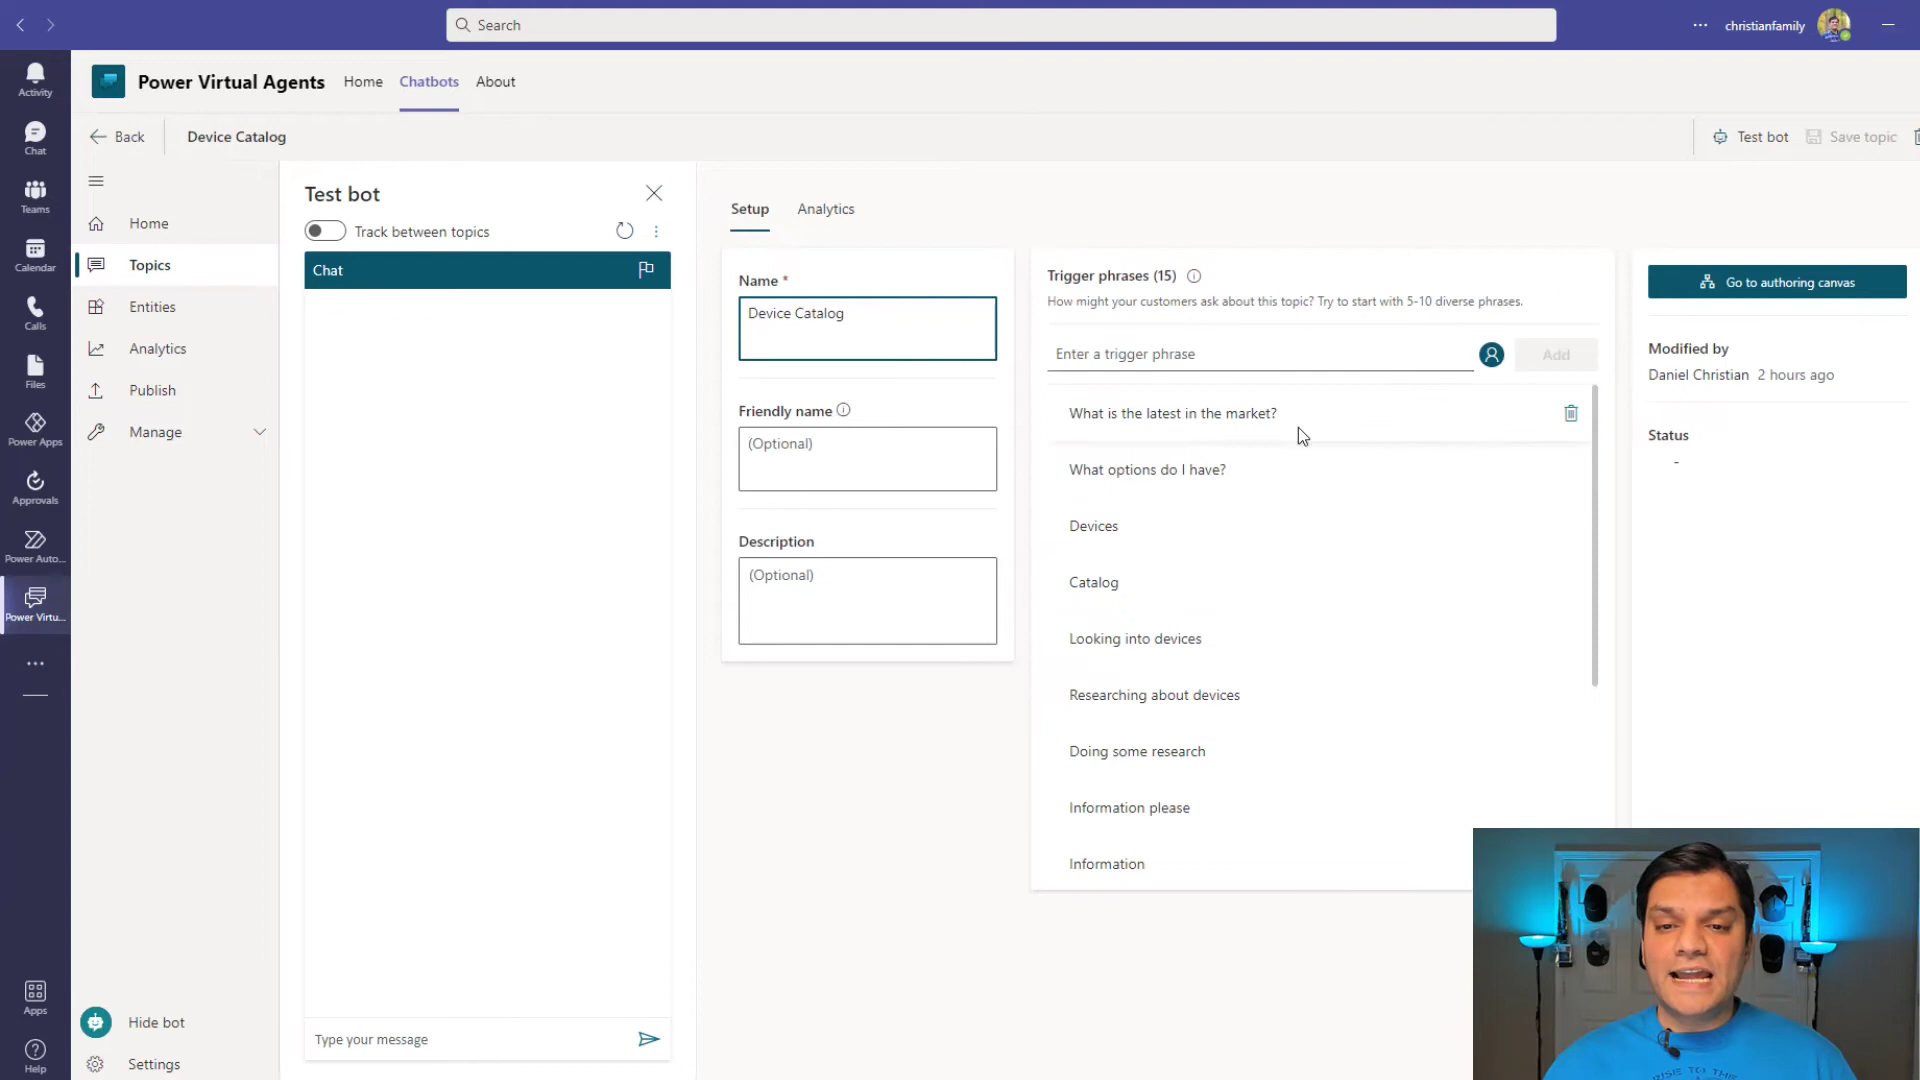 Search
christianfamily
Activity
Chat
Teams
Calendar
Calls
Files
Power Apps
Approvals
Power Auto...
Power Virtu...
Apps
Help
Power Virtual Agents
Home
Chatbots
About
Back
Device Catalog
Test bot
Save topic
Home
Topics
Entities
Analytics
Publish
Manage
Hide bot
Settings
Test bot
Track between topics
Chat
Type your message
Setup
Analytics
Name *
Device Catalog
Friendly name
(Optional)
Description
(Optional)
Trigger phrases (15)
How might your customers ask about this topic? Try to start with 5-10 diverse phrases.
Enter a trigger phrase
Add
What is the latest in the market?
What options do I have?
Devices
Catalog
Looking into devices
Researching about devices
Doing some research
Information please
Information
Go to authoring canvas
Modified by
Daniel Christian 2 hours ago
Status
-
RISE TO THE